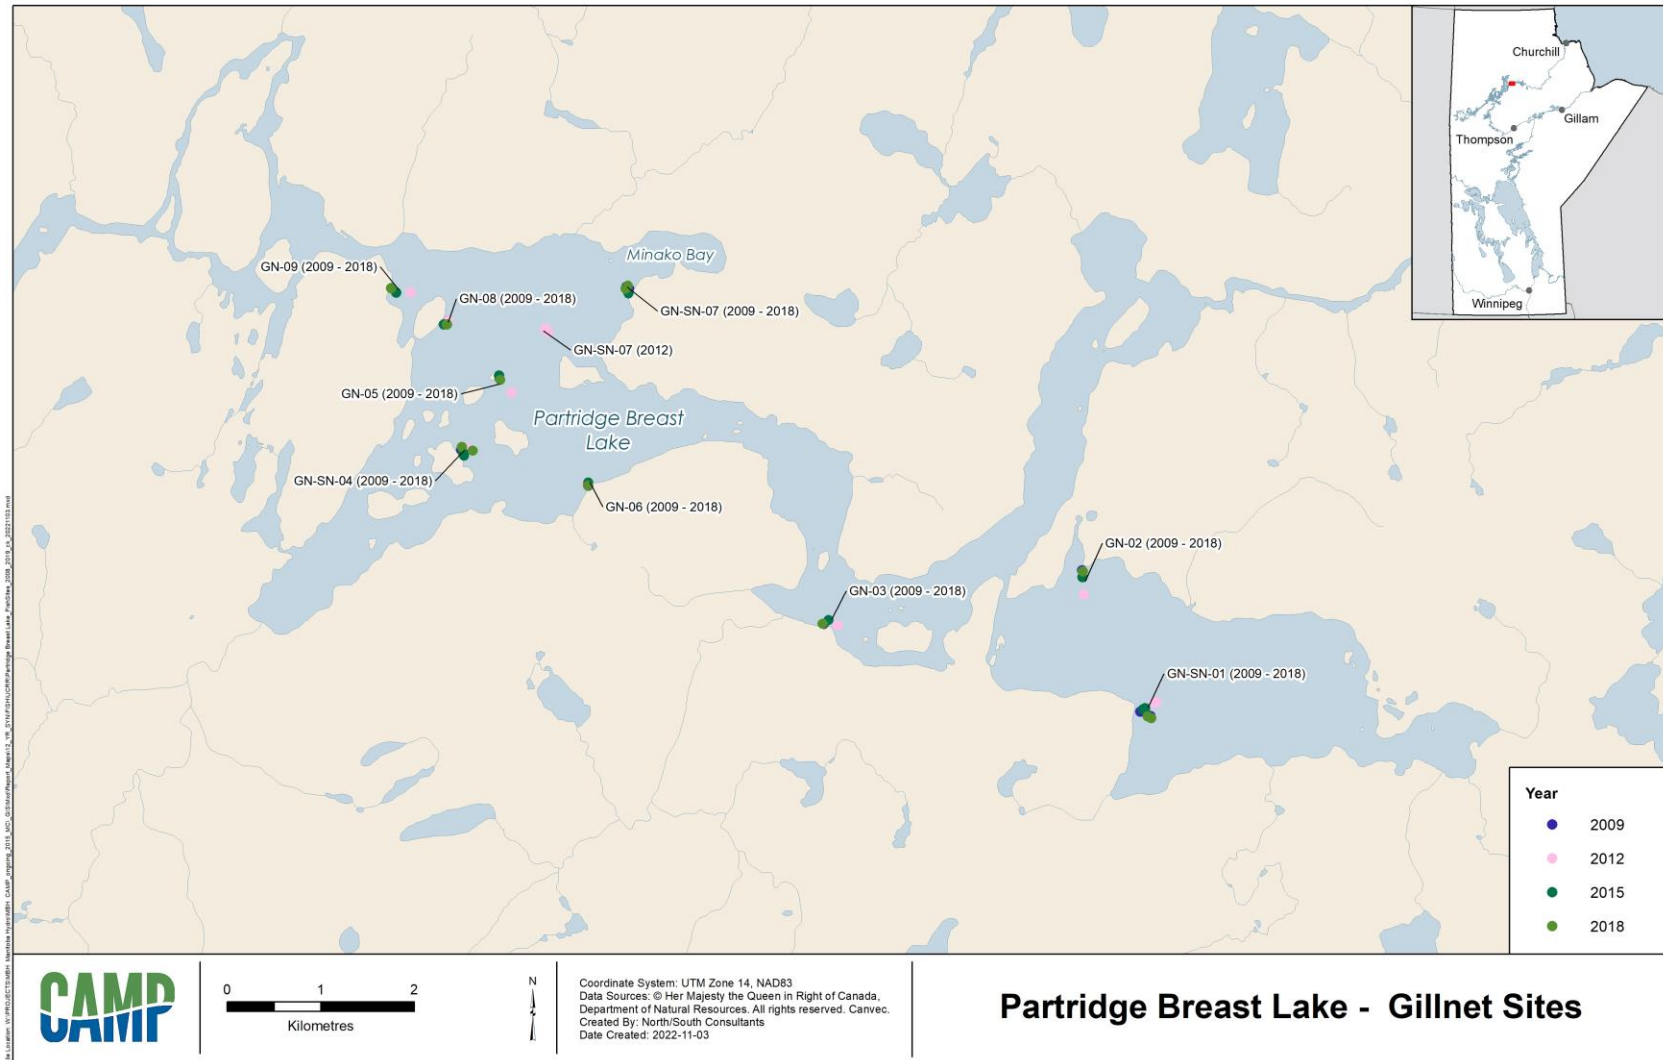 Churchill
Gillam
Thompson
Winnipeg
Minako Bay
GN-09 (2009 - 2018)
GN-08 (2009 - 2018)
GN-SN-07 (2009 - 2018)
GN-SN-07 (2012)
GN-05 (2009 - 2018)
Partridge Breast
Lake
GN-SN-04 (2009 - 2018)
GN-06 (2009 - 2018)
GN-02 (2009 - 2018)
GN-03 (2009 - 2018)
GN-SN-01 (2009 - 2018)
Year
2009
2012
2015
2018
CAMP
0 1 2
Kilometres
N
Coordinate System: UTM Zone 14, NAD83
Data Sources: © Her Majesty the Queen in Right of Canada,
Department of Natural Resources. All rights reserved. Canvec.
Created By: North/South Consultants
Date Created: 2022-11-03
Partridge Breast Lake - Gillnet Sites